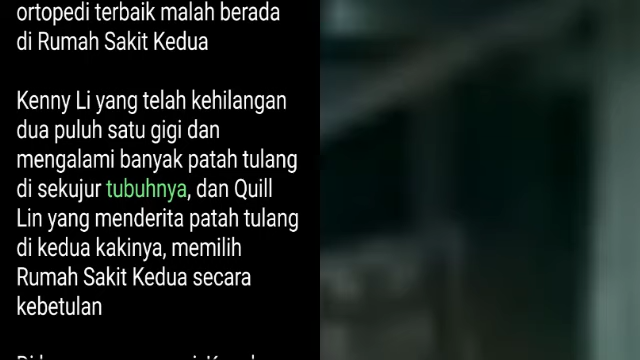 ortopedi terbaik malah berada
di Rumah Sakit Kedua
Kenny Li yang telah kehilangan
dua puluh satu gigi dan
mengalami banyak patah tulang
di sekujur tubuhnya, dan Quill
Lin yang menderita patah tulang
di kedua kakinya, memilih
Rumah Sakit Kedua secara
kebetulan